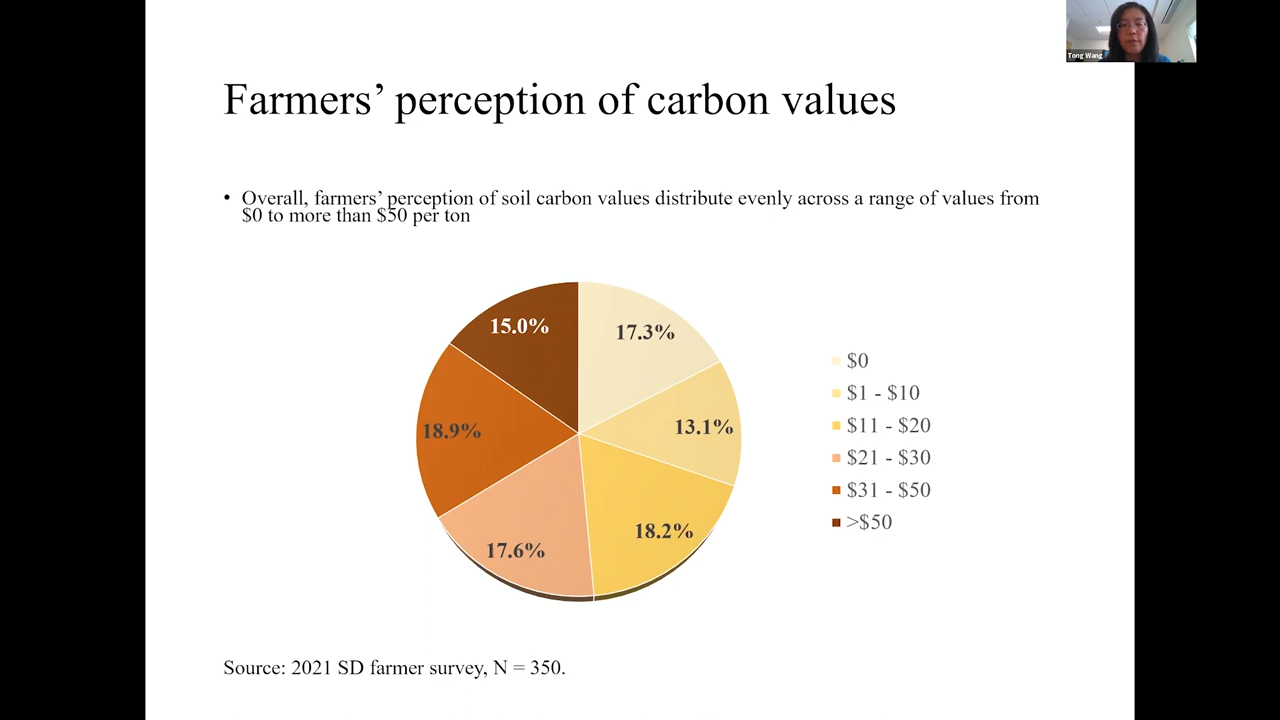 Tong Wang
Farmers’ perception of carbon values
• Overall, farmers’ perception of soil carbon values distribute evenly across a range of values from
$0 to more than $50 per ton
15.0%
17.3%
18.9%
13.1%
17.6%
18.2%
$0
$1 - $10
$11 - $20
$21 - $30
$31 - $50
>$50
Source: 2021 SD farmer survey, N = 350.